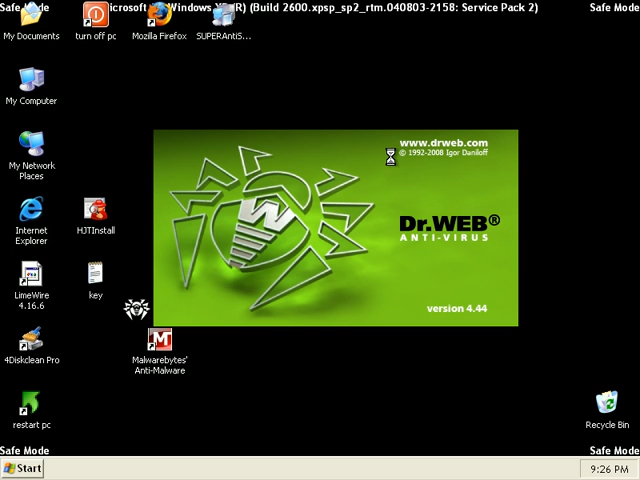 Safe Mode
Microsoft (R) Windows XP (R) (Build 2600.xpsp_sp2_rtm.040803-2158: Service Pack 2)
Safe Mode
My Documents
turn off pc
Mozilla Firefox
SUPERAntiS...
My Computer
My Network
Places
Internet
Explorer
HJTInstall
LimeWire
4.16.6
key
4Diskclean Pro
Malwarebytes'
Anti-Malware
restart pc
Recycle Bin
www.drweb.com
© 1992-2008 Igor Daniloff
W
Dr.WEB®
ANTI-VIRUS
version 4.44
Safe Mode
Safe Mode
Start
9:26 PM